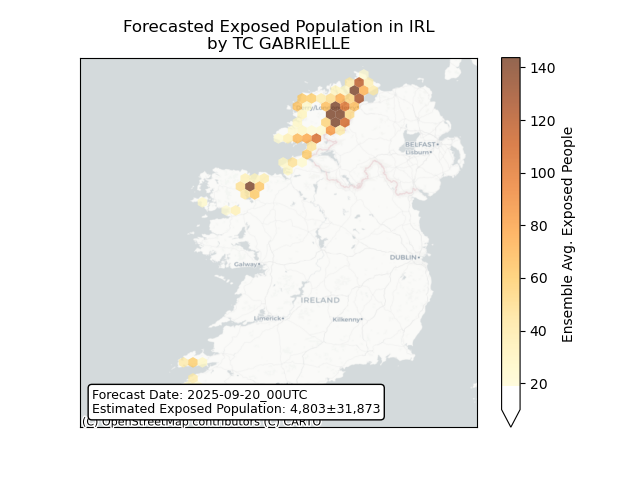 Forecasted Exposed Population in IRL
by TC GABRIELLE
BELFAST
Lisburn
DUBLIN
Galway
IRELAND
Limerick
Kilkenny
Forecast Date: 2025-09-20_00UTC
Estimated Exposed Population: 4,803±31,873
(C) OpenStreetMap contributors (C) CARTO
140
120
100
80
60
40
20
Ensemble Avg. Exposed People